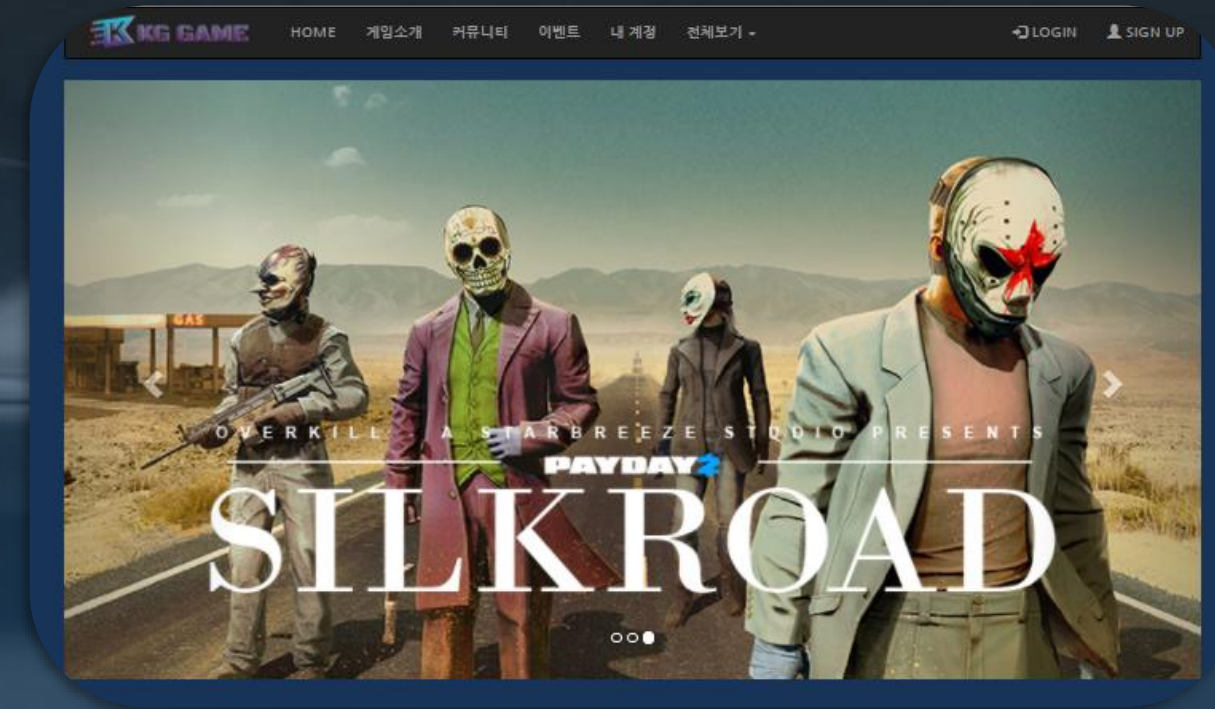 KG GAME HOME 게임소개 커뮤니티 이벤트 내 계정 전체보기 LOGIN SIGN UP
GAS
OVERKILL - A STARBREEZE STUDIO PRESENTS
PAYDAY2
SILKROAD